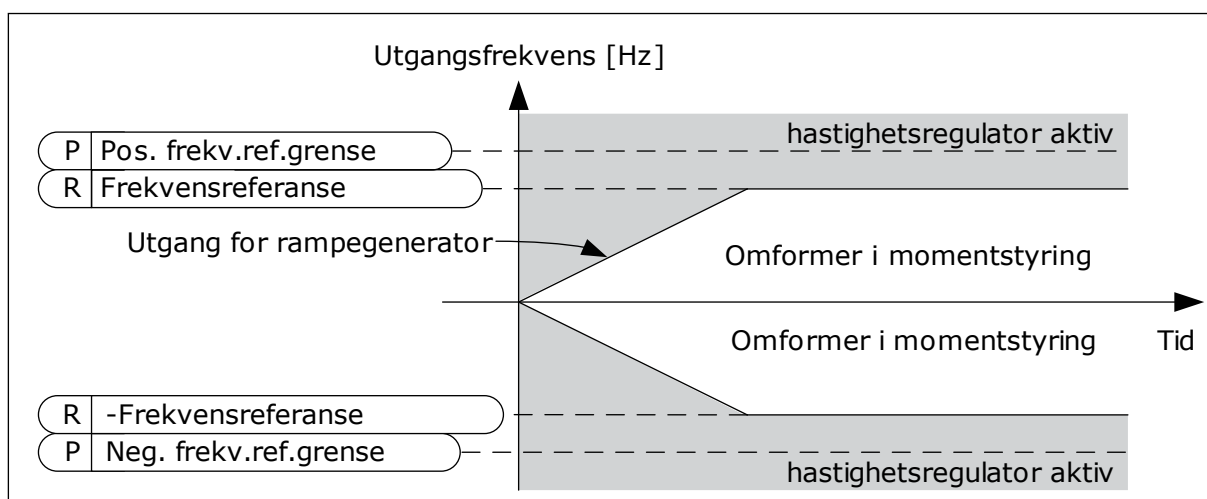 Utgangsfrekvens [Hz]
hastighetsregulator aktiv
P Pos. frekv.ref.grense
R Frekvensreferanse
Utgang for rampegenerator
Omformer i momentstyring
Omformer i momentstyring
Tid
R -Frekvensreferanse
P Neg. frekv.ref.grense
hastighetsregulator aktiv